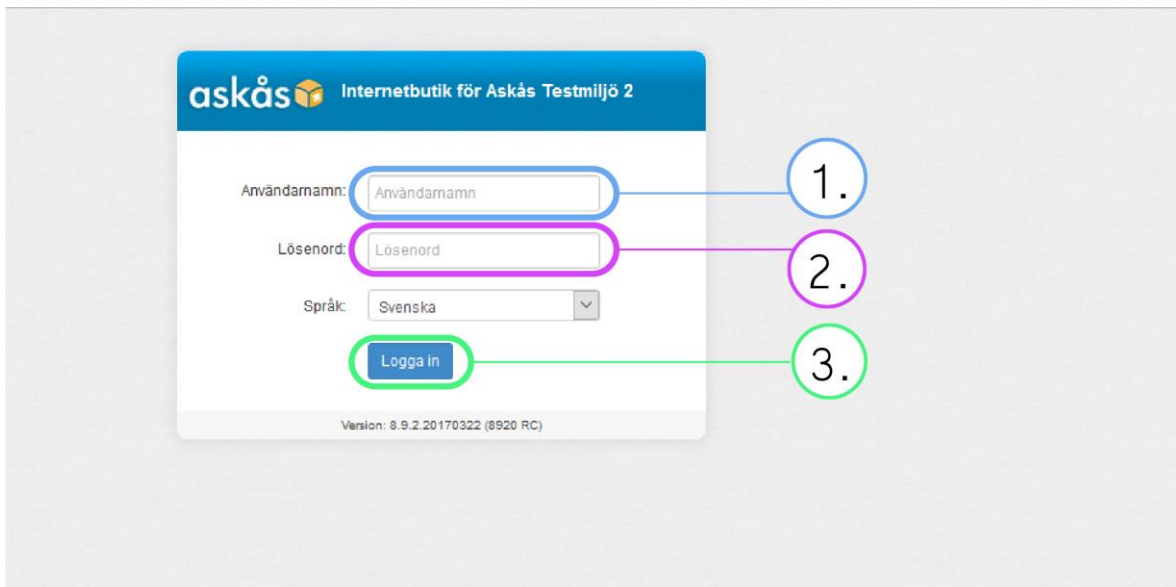 askås Internetbutik för Askås Testmiljö 2
Användarnamn: Användarnamn 1.
Lösenord: Lösenord 2.
Språk: Svenska
Logga in 3.
Version: 8.9.2.20170322 (8920 RC)